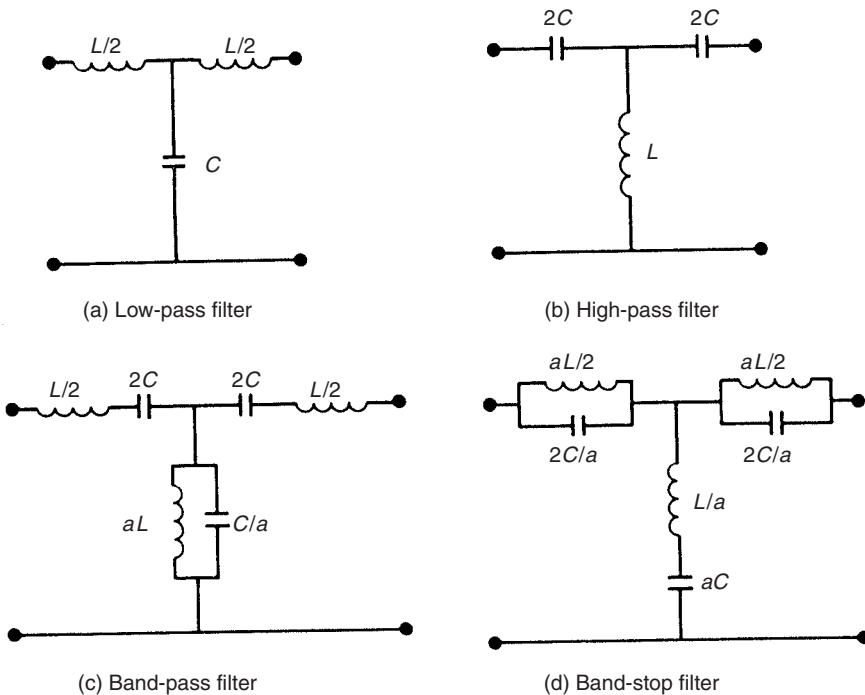 L/2 L/2
C
(a) Low-pass filter
2C 2C
L
(b) High-pass filter
L/2 2C 2C L/2
aL C/a
(c) Band-pass filter
aL/2 aL/2
2C/a 2C/a
L/a
aC
(d) Band-stop filter